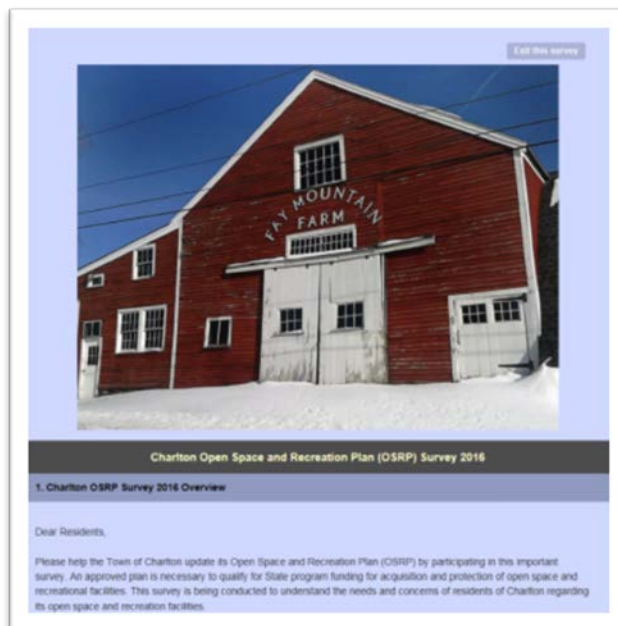 Exit this survey
FAY MOUNTAIN
FARM
Charlton Open Space and Recreation Plan (OSRP) Survey 2016
1. Charlton OSRP Survey 2016 Overview
Dear Residents,
Please help the Town of Charlton update its Open Space and Recreation Plan (OSRP) by participating in this important
survey. An approved plan is necessary to qualify for State program funding for acquisition and protection of open space and
recreational facilities. This survey is being conducted to understand the needs and concerns of residents of Charlton regarding
its open space and recreation facilities.